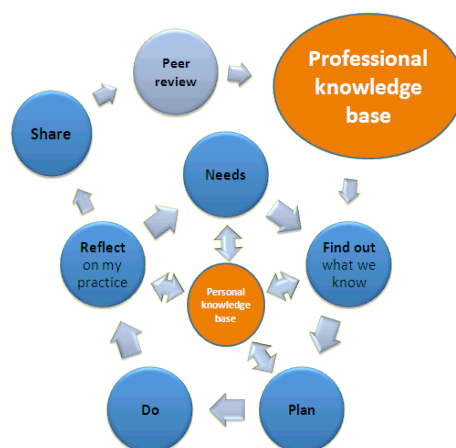 Peer
review
Professional
knowledge
base
Share
Needs
Reflect
on my
practice
Find out
what we
know
Personal
knowledge
base
Do
Plan